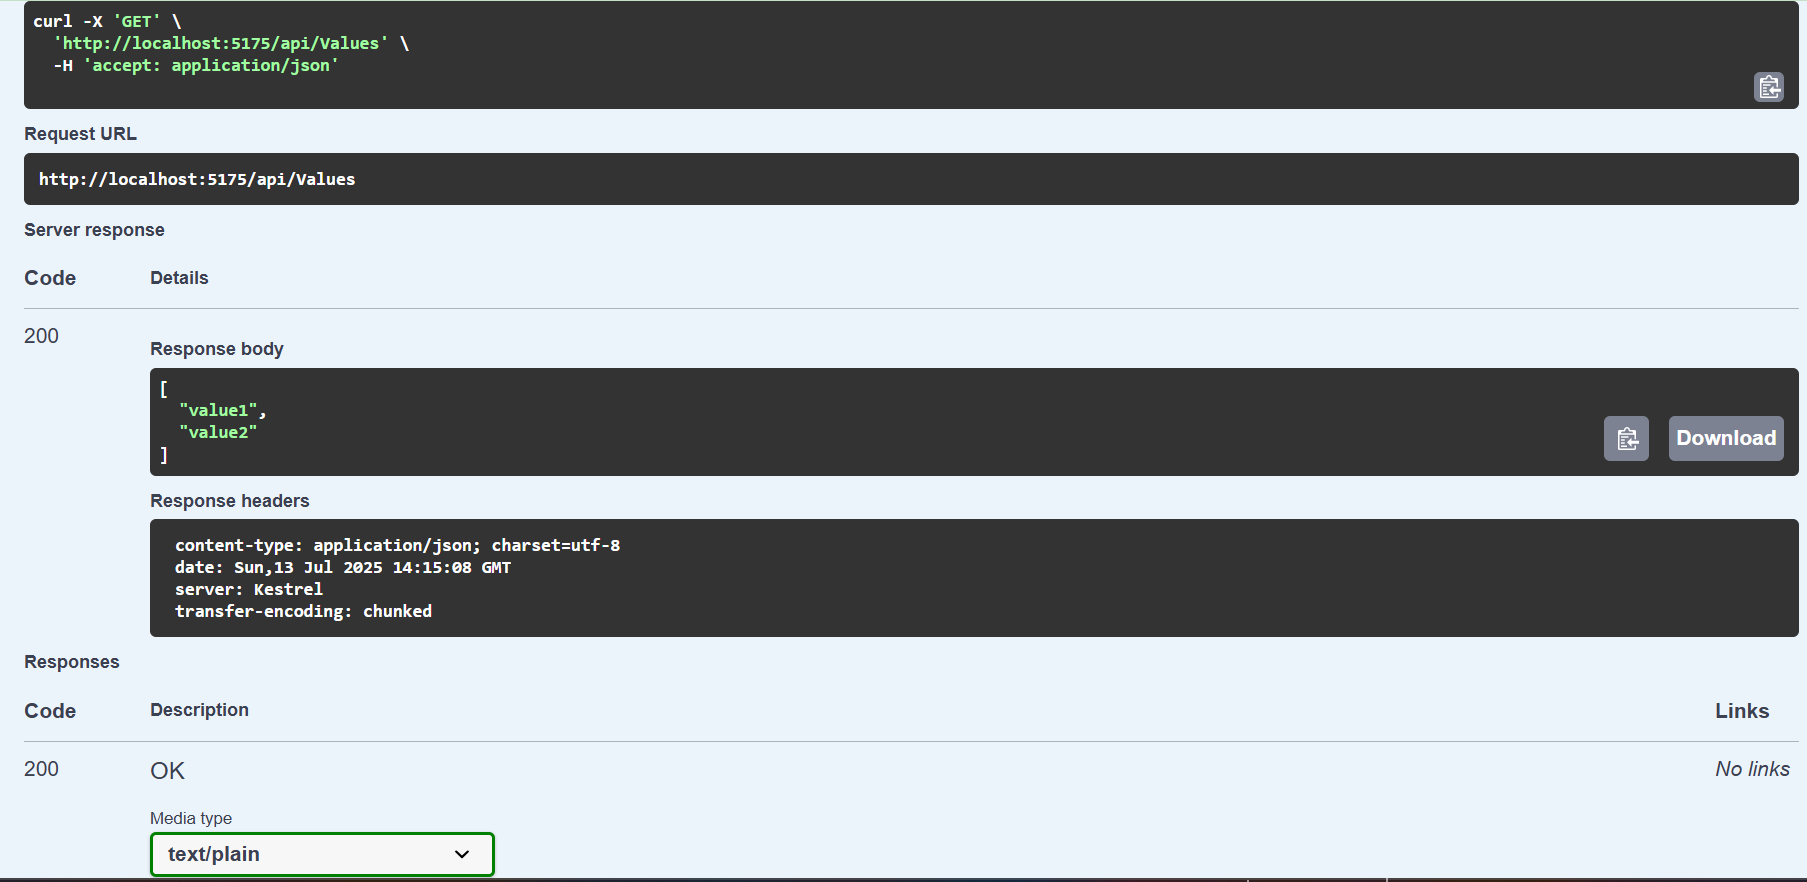 curl -X 'GET' \
  'http://localhost:5175/api/Values' \
  -H 'accept: application/json'
Request URL
http://localhost:5175/api/Values
Server response
Code Details
200
Response body
[
  "value1",
  "value2"
]
Download
Response headers
content-type: application/json; charset=utf-8
date: Sun,13 Jul 2025 14:15:08 GMT
server: Kestrel
transfer-encoding: chunked
Responses
Code Description Links
200 OK No links
Media type
text/plain